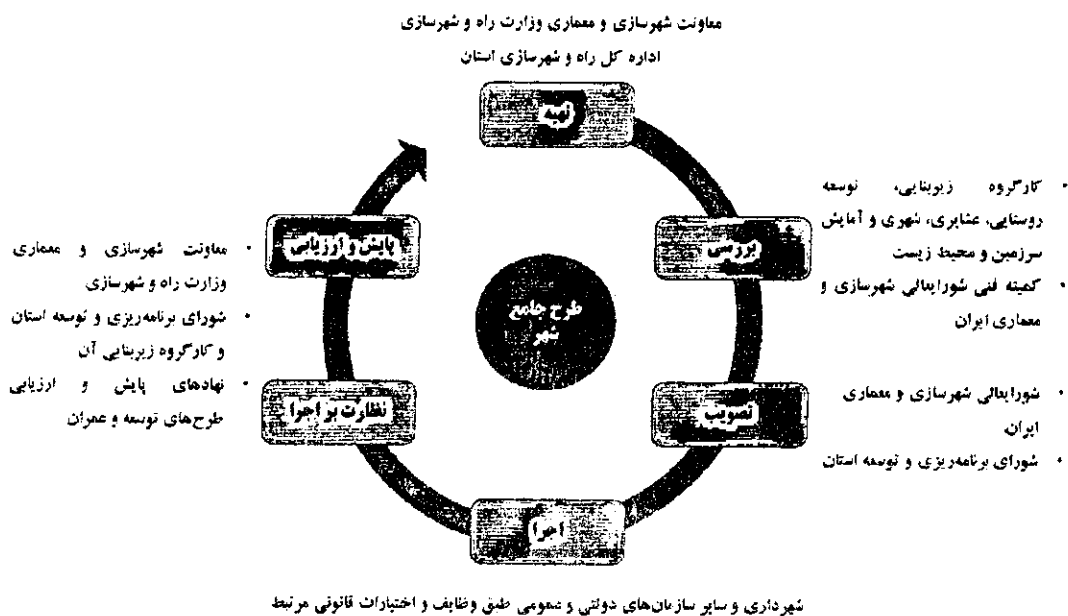 معاونت شهرسازی و معماری وزارت راه و شهرسازی
اداره کل راه و شهرسازی استان
تهیه
بررسی
• کارگروه زیربنایی، توسعه
روستایی، عشایری، شهری و آمایش
سرزمین و محیط زیست
• کمیته فنی شورایعالی شهرسازی و
معماری ایران
تصویب
• شورایعالی شهرسازی و معماری
ایران
• شورای برنامه‌ریزی و توسعه استان
اجرا
شهرداری و سایر سازمان‌های دولتی و عمومی طبق وظایف و اختیارات قانونی مرتبط
نظارت بر اجرا
پایش و ارزیابی
• معاونت شهرسازی و معماری
وزارت راه و شهرسازی
• شورای برنامه‌ریزی و توسعه استان
و کارگروه زیربنایی آن
• نهادهای پایش و ارزیابی
طرح‌های توسعه و عمران
طرح جامع
شهر